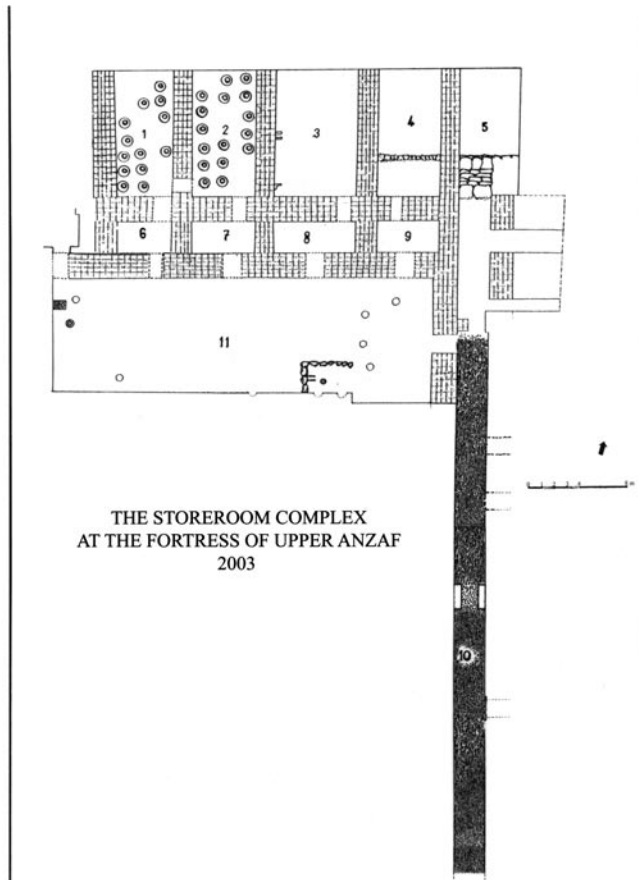 1 2 3 4 5
6 7 8 9
11
THE STOREROOM COMPLEX
AT THE FORTRESS OF UPPER ANZAF
2003
10